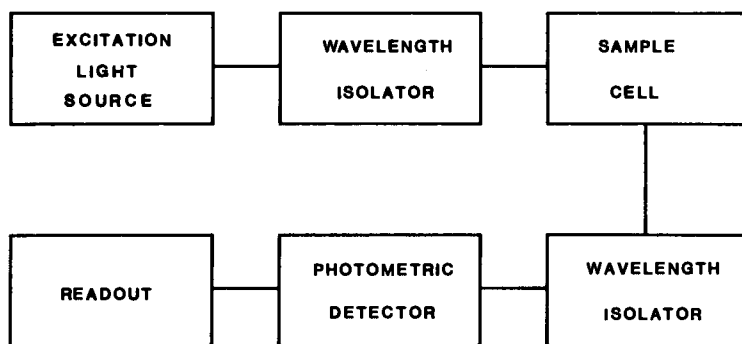 EXCITATION
LIGHT
SOURCE
WAVELENGTH
ISOLATOR
SAMPLE
CELL
READOUT
PHOTOMETRIC
DETECTOR
WAVELENGTH
ISOLATOR